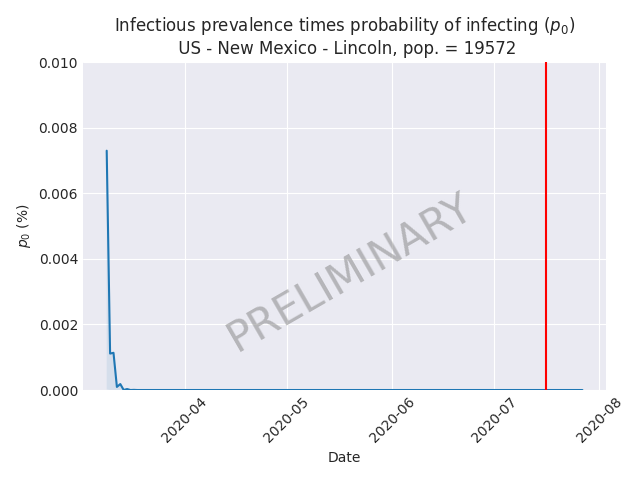 Infectious prevalence times probability of infecting (p₀)
US - New Mexico - Lincoln, pop. = 19572
0.010
0.008
0.006
0.004
0.002
0.000
p₀ (%)
PRELIMINARY
2020-04
2020-05
2020-06
2020-07
2020-08
Date